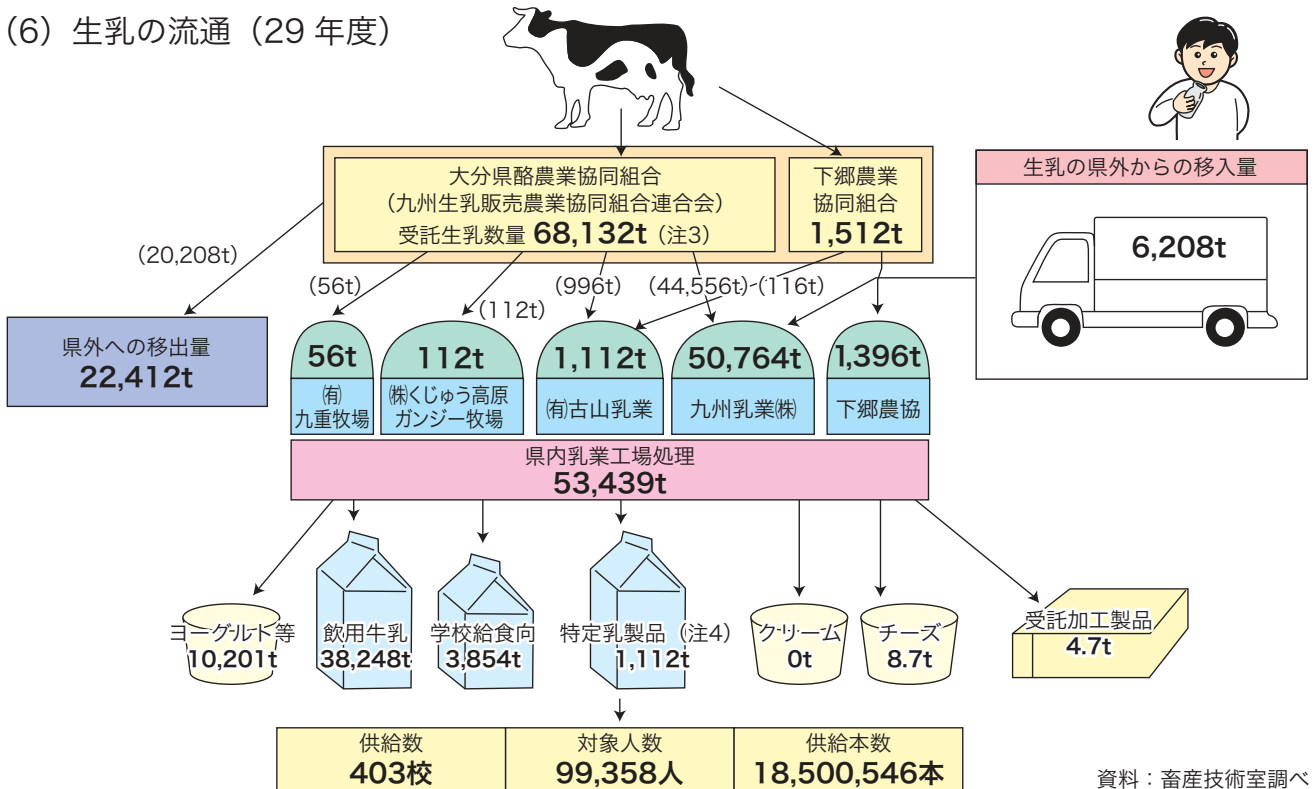 (6) 生乳の流通（29 年度）
大分県酪農業協同組合
（九州生乳販売農業協同組合連合会）
受託生乳数量 68,132t（注3）
下郷農業
協同組合
1,512t
生乳の県外からの移入量
6,208t
(20,208t)
(56t)
(112t)
(996t)
(44,556t)
(116t)
県外への移出量
22,412t
56t
㈲
九重牧場
112t
㈱くじゅう高原
ガンジー牧場
1,112t
㈲古山乳業
50,764t
九州乳業㈱
1,396t
下郷農協
県内乳業工場処理
53,439t
ヨーグルト等
10,201t
飲用牛乳
38,248t
学校給食向
3,854t
特定乳製品（注4）
1,112t
クリーム
0t
チーズ
8.7t
受託加工製品
4.7t
供給数
403校
対象人数
99,358人
供給本数
18,500,546本
資料：畜産技術室調べ